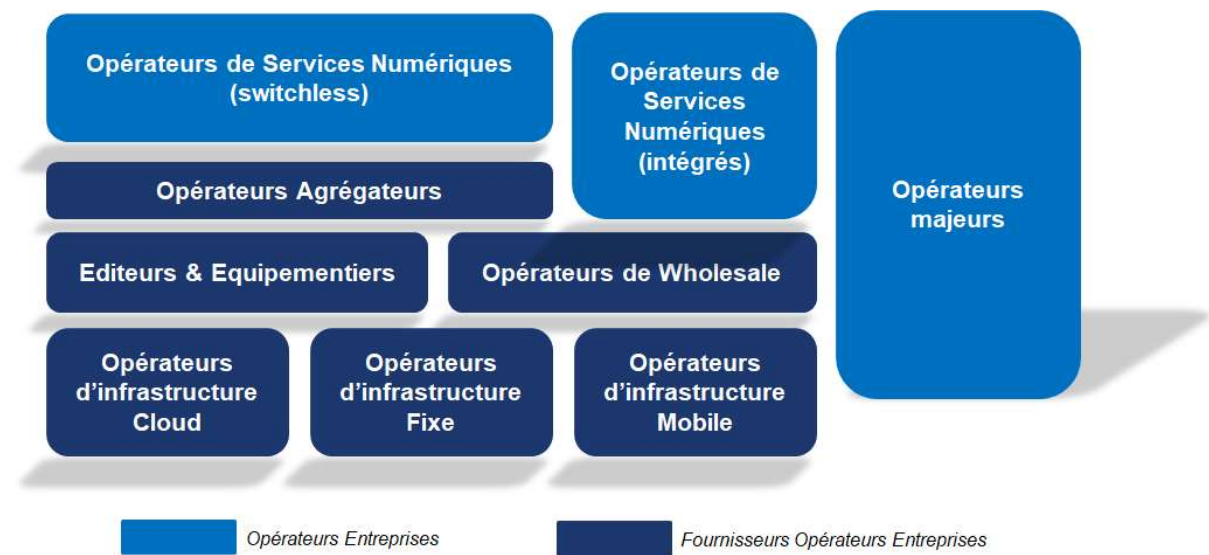 Opérateurs de Services Numériques
(switchless)
Opérateurs de
Services
Numériques
(intégrés)
Opérateurs
majeurs
Opérateurs Agrégateurs
Editeurs & Equipementiers
Opérateurs de Wholesale
Opérateurs
d’infrastructure
Cloud
Opérateurs
d’infrastructure
Fixe
Opérateurs
d’infrastructure
Mobile
Opérateurs Entreprises
Fournisseurs Opérateurs Entreprises